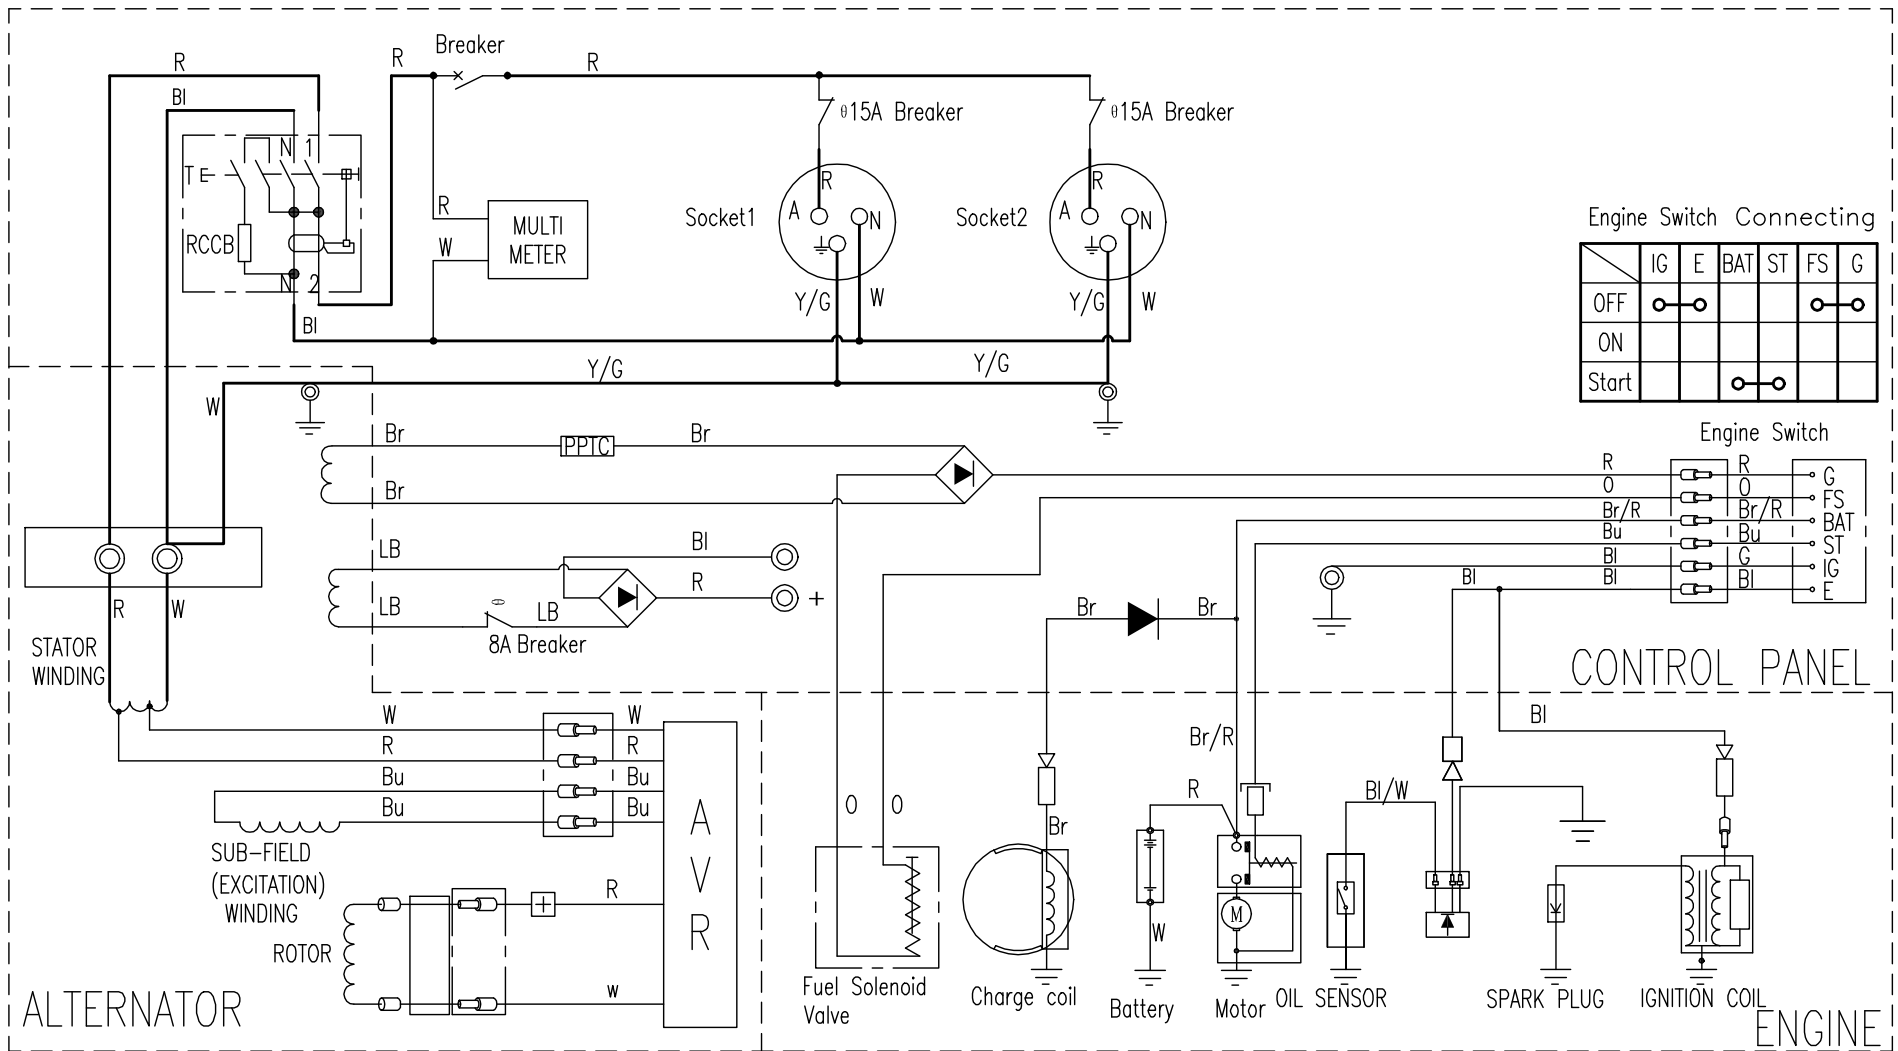 Breaker
R
R
R
Bl
θ15A Breaker
θ15A Breaker
N 1
T E
RCCB
N 2
Bl
R
W
MULTI
METER
Socket1
A
R
N
Y/G
W
Socket2
A
R
N
Y/G
W
Engine Switch Connecting
IG E BAT ST FS G
OFF
ON
Start
Y/G
Y/G
W
Br
PPTC
Br
Br
LB
Bl
R
+
LB
θ
LB
8A Breaker
R
W
STATOR
WINDING
Engine Switch
R R G
O O FS
Br/R Br/R BAT
Bu Bu ST
Bl G IG
Bl Bl Bl E
Br
Br
CONTROL PANEL
W W
R R
Bu Bu
Bu Bu
SUB-FIELD
(EXCITATION)
WINDING
R
ROTOR
W
A
V
R
ALTERNATOR
O O
Fuel Solenoid
Valve
Br
Charge coil
Br/R
R
W
Battery
M
Motor
Bl/W
OIL SENSOR
Bl
SPARK PLUG
IGNITION COIL
ENGINE